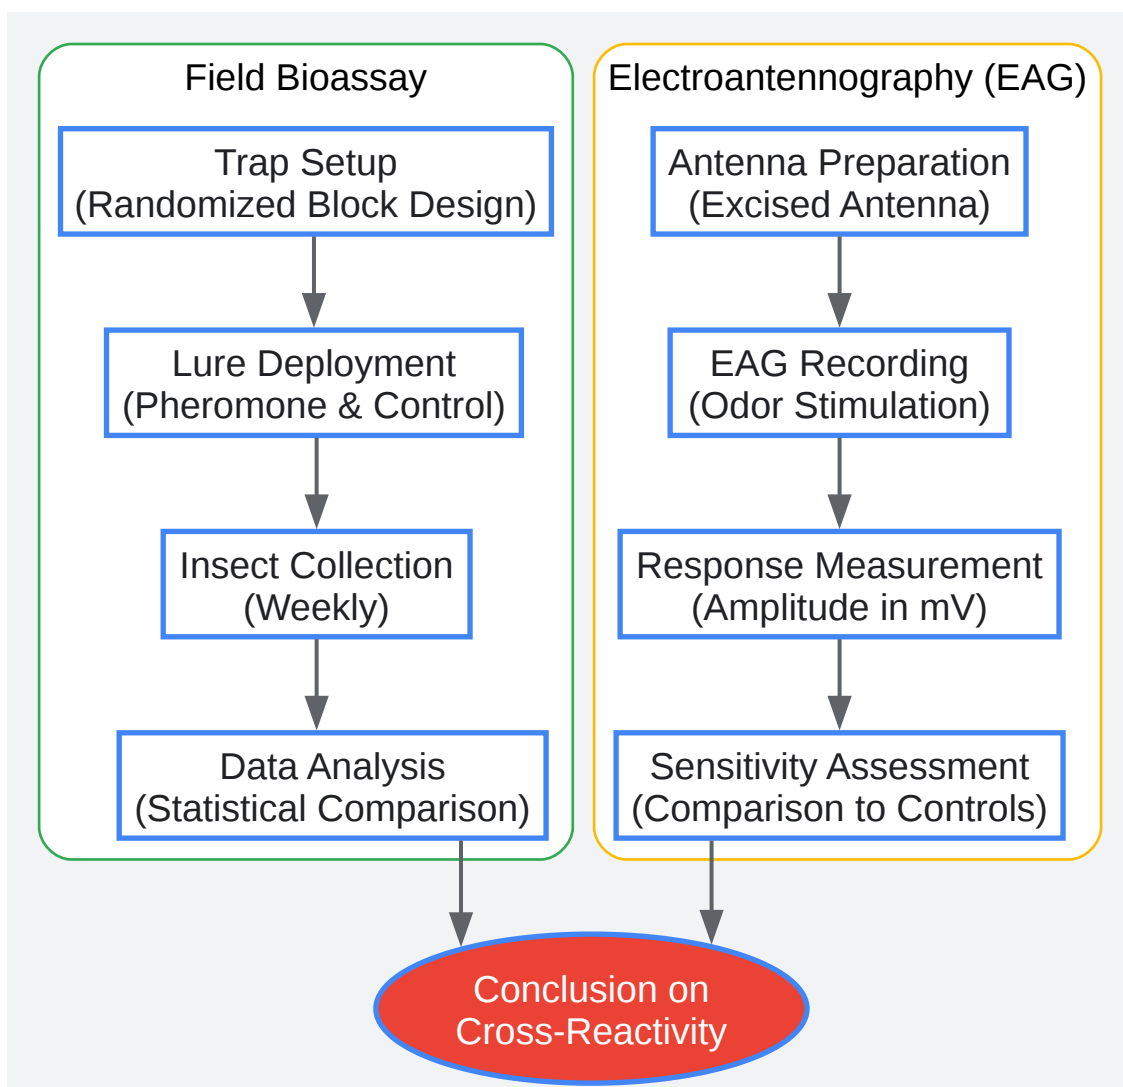 Field Bioassay
Trap Setup
(Randomized Block Design)
Lure Deployment
(Pheromone & Control)
Insect Collection
(Weekly)
Data Analysis
(Statistical Comparison)
Electroantennography (EAG)
Antenna Preparation
(Excised Antenna)
EAG Recording
(Odor Stimulation)
Response Measurement
(Amplitude in mV)
Sensitivity Assessment
(Comparison to Controls)
Conclusion on
Cross-Reactivity